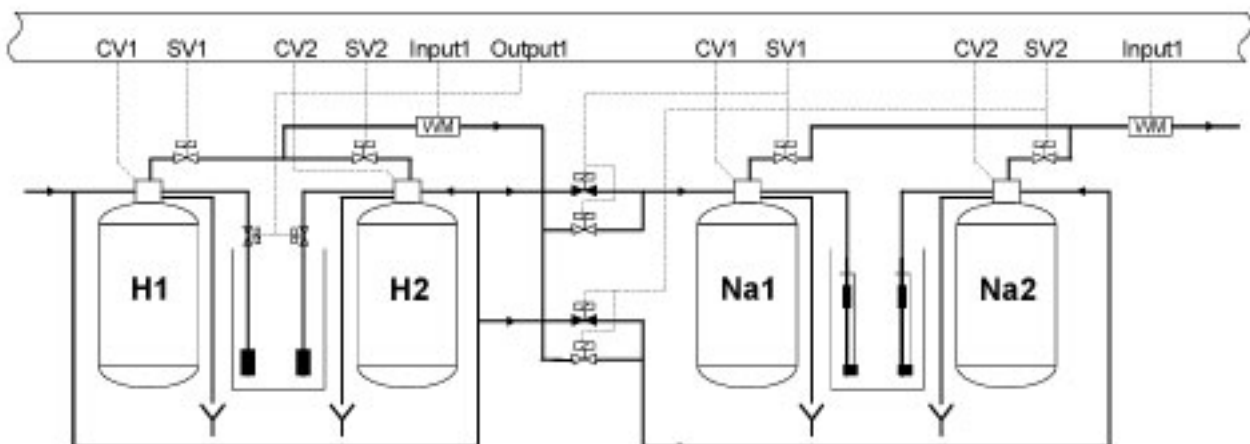 CV1 SV1 CV2 SV2 Input1 Output1 CV1 SV1 CV2 SV2 Input1
WM WM
H1 H2 Na1 Na2